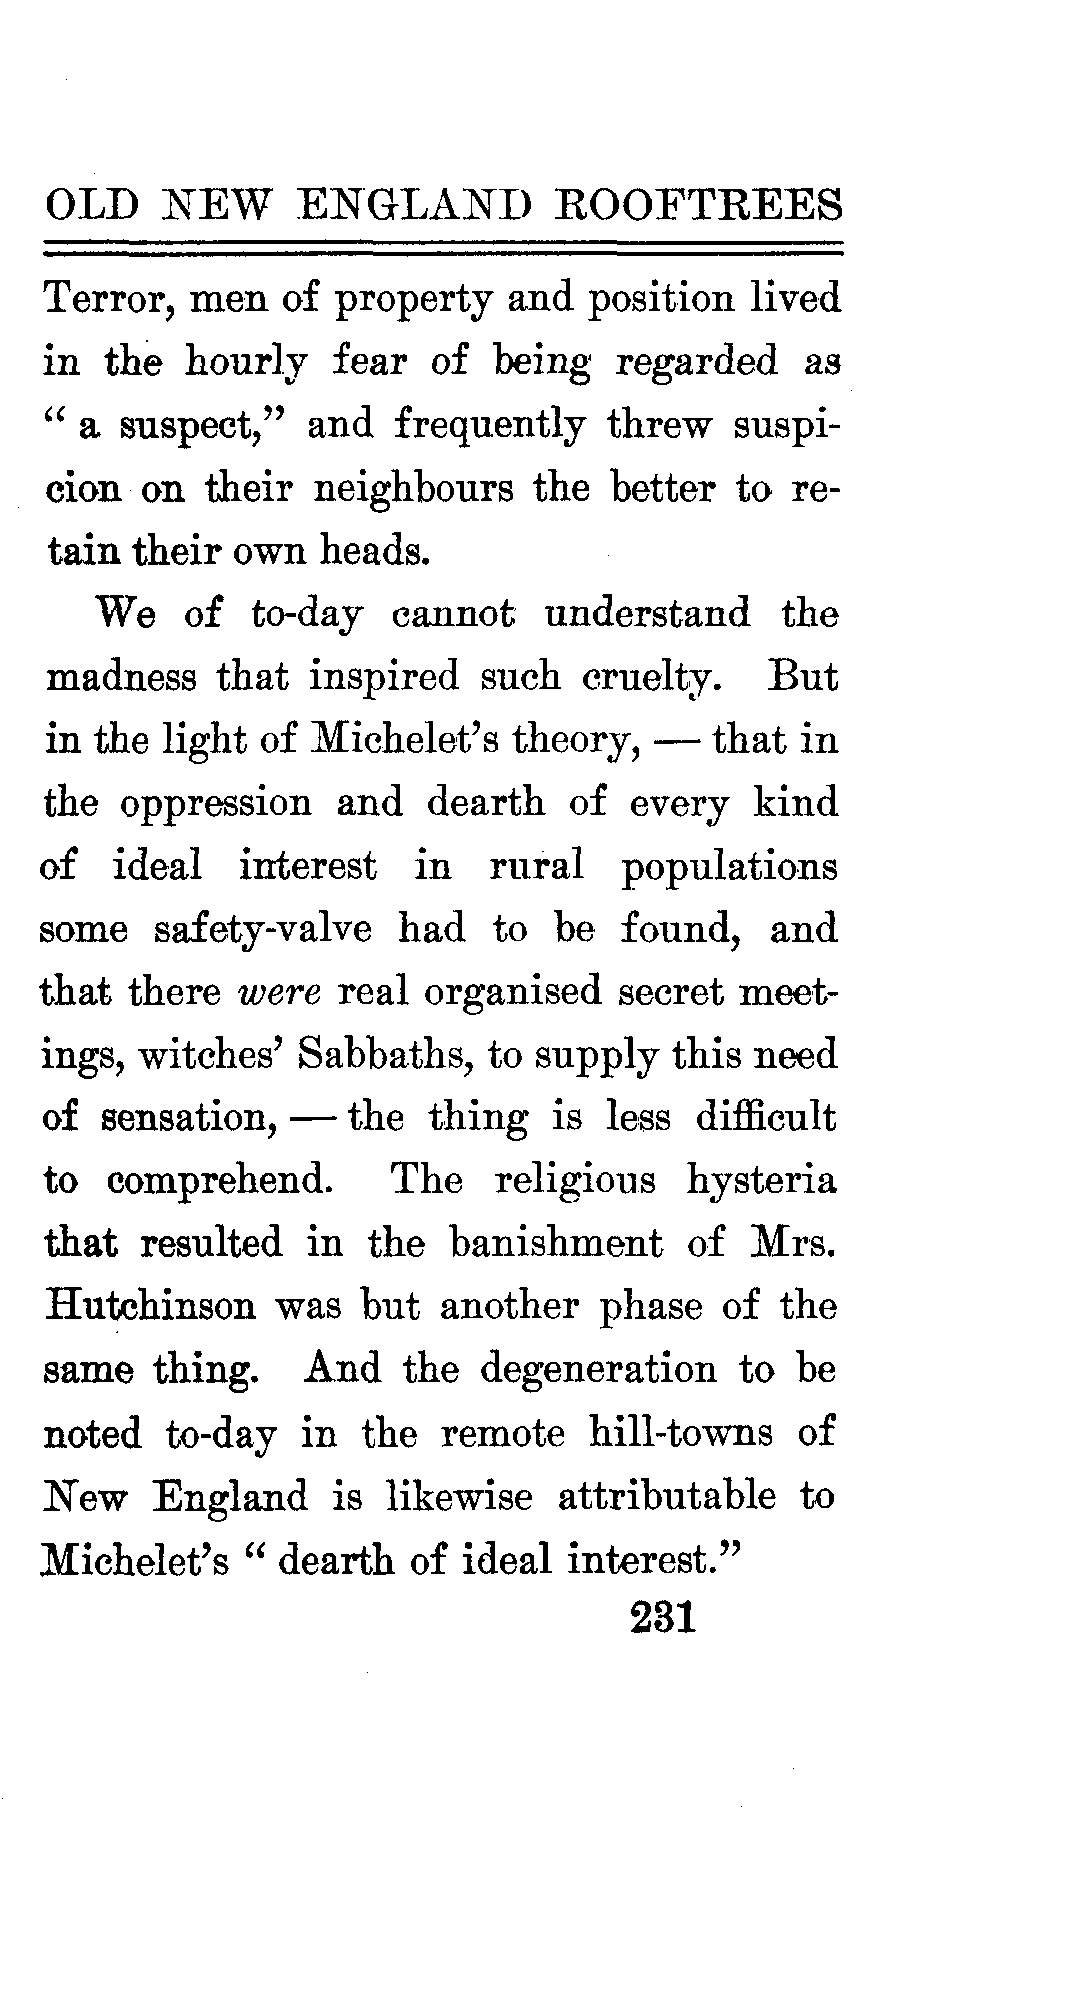 OLD NEW ENGLAND ROOFTREES
Terror, men of property and position lived
in the hourly fear of being regarded as
“ a suspect,” and frequently threw suspi-
cion on their neighbours the better to re-
tain their own heads.
We of to-day cannot understand the
madness that inspired such cruelty. But
in the light of Michelet’s theory, — that in
the oppression and dearth of every kind
of ideal interest in rural populations
some safety-valve had to be found, and
that there were real organised secret meet-
ings, witches’ Sabbaths, to supply this need
of sensation, — the thing is less difficult
to comprehend. The religious hysteria
that resulted in the banishment of Mrs.
Hutchinson was but another phase of the
same thing. And the degeneration to be
noted to-day in the remote hill-towns of
New England is likewise attributable to
Michelet’s “ dearth of ideal interest.”
231